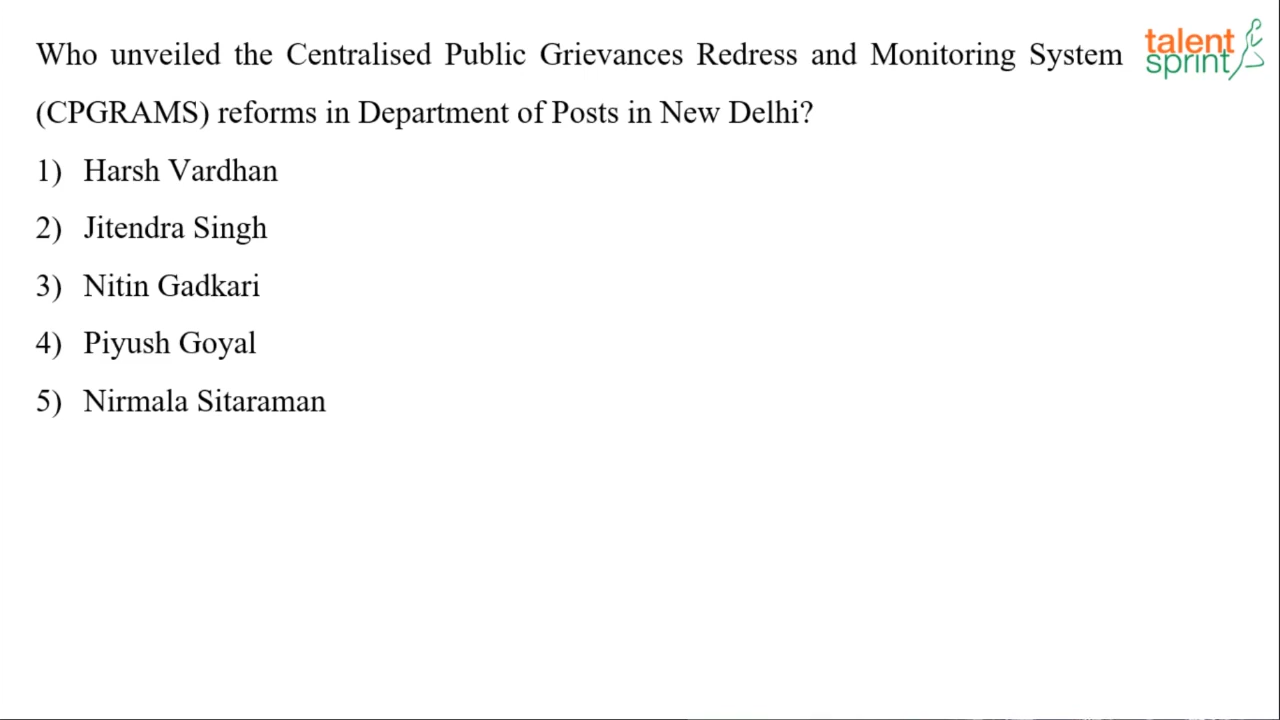 Who unveiled the Centralised Public Grievances Redress and Monitoring System
(CPGRAMS) reforms in Department of Posts in New Delhi?
1) Harsh Vardhan
2) Jitendra Singh
3) Nitin Gadkari
4) Piyush Goyal
5) Nirmala Sitaraman
talent
sprint